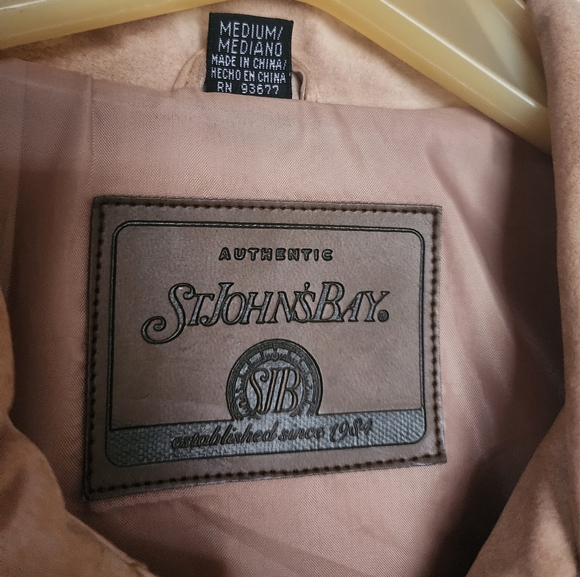 MEDIUM/
MEDIANO
MADE IN CHINA/
HECHO EN CHINA
RN 93677
AUTHENTIC
ST. JOHN'S BAY®
SJB
established since 1984